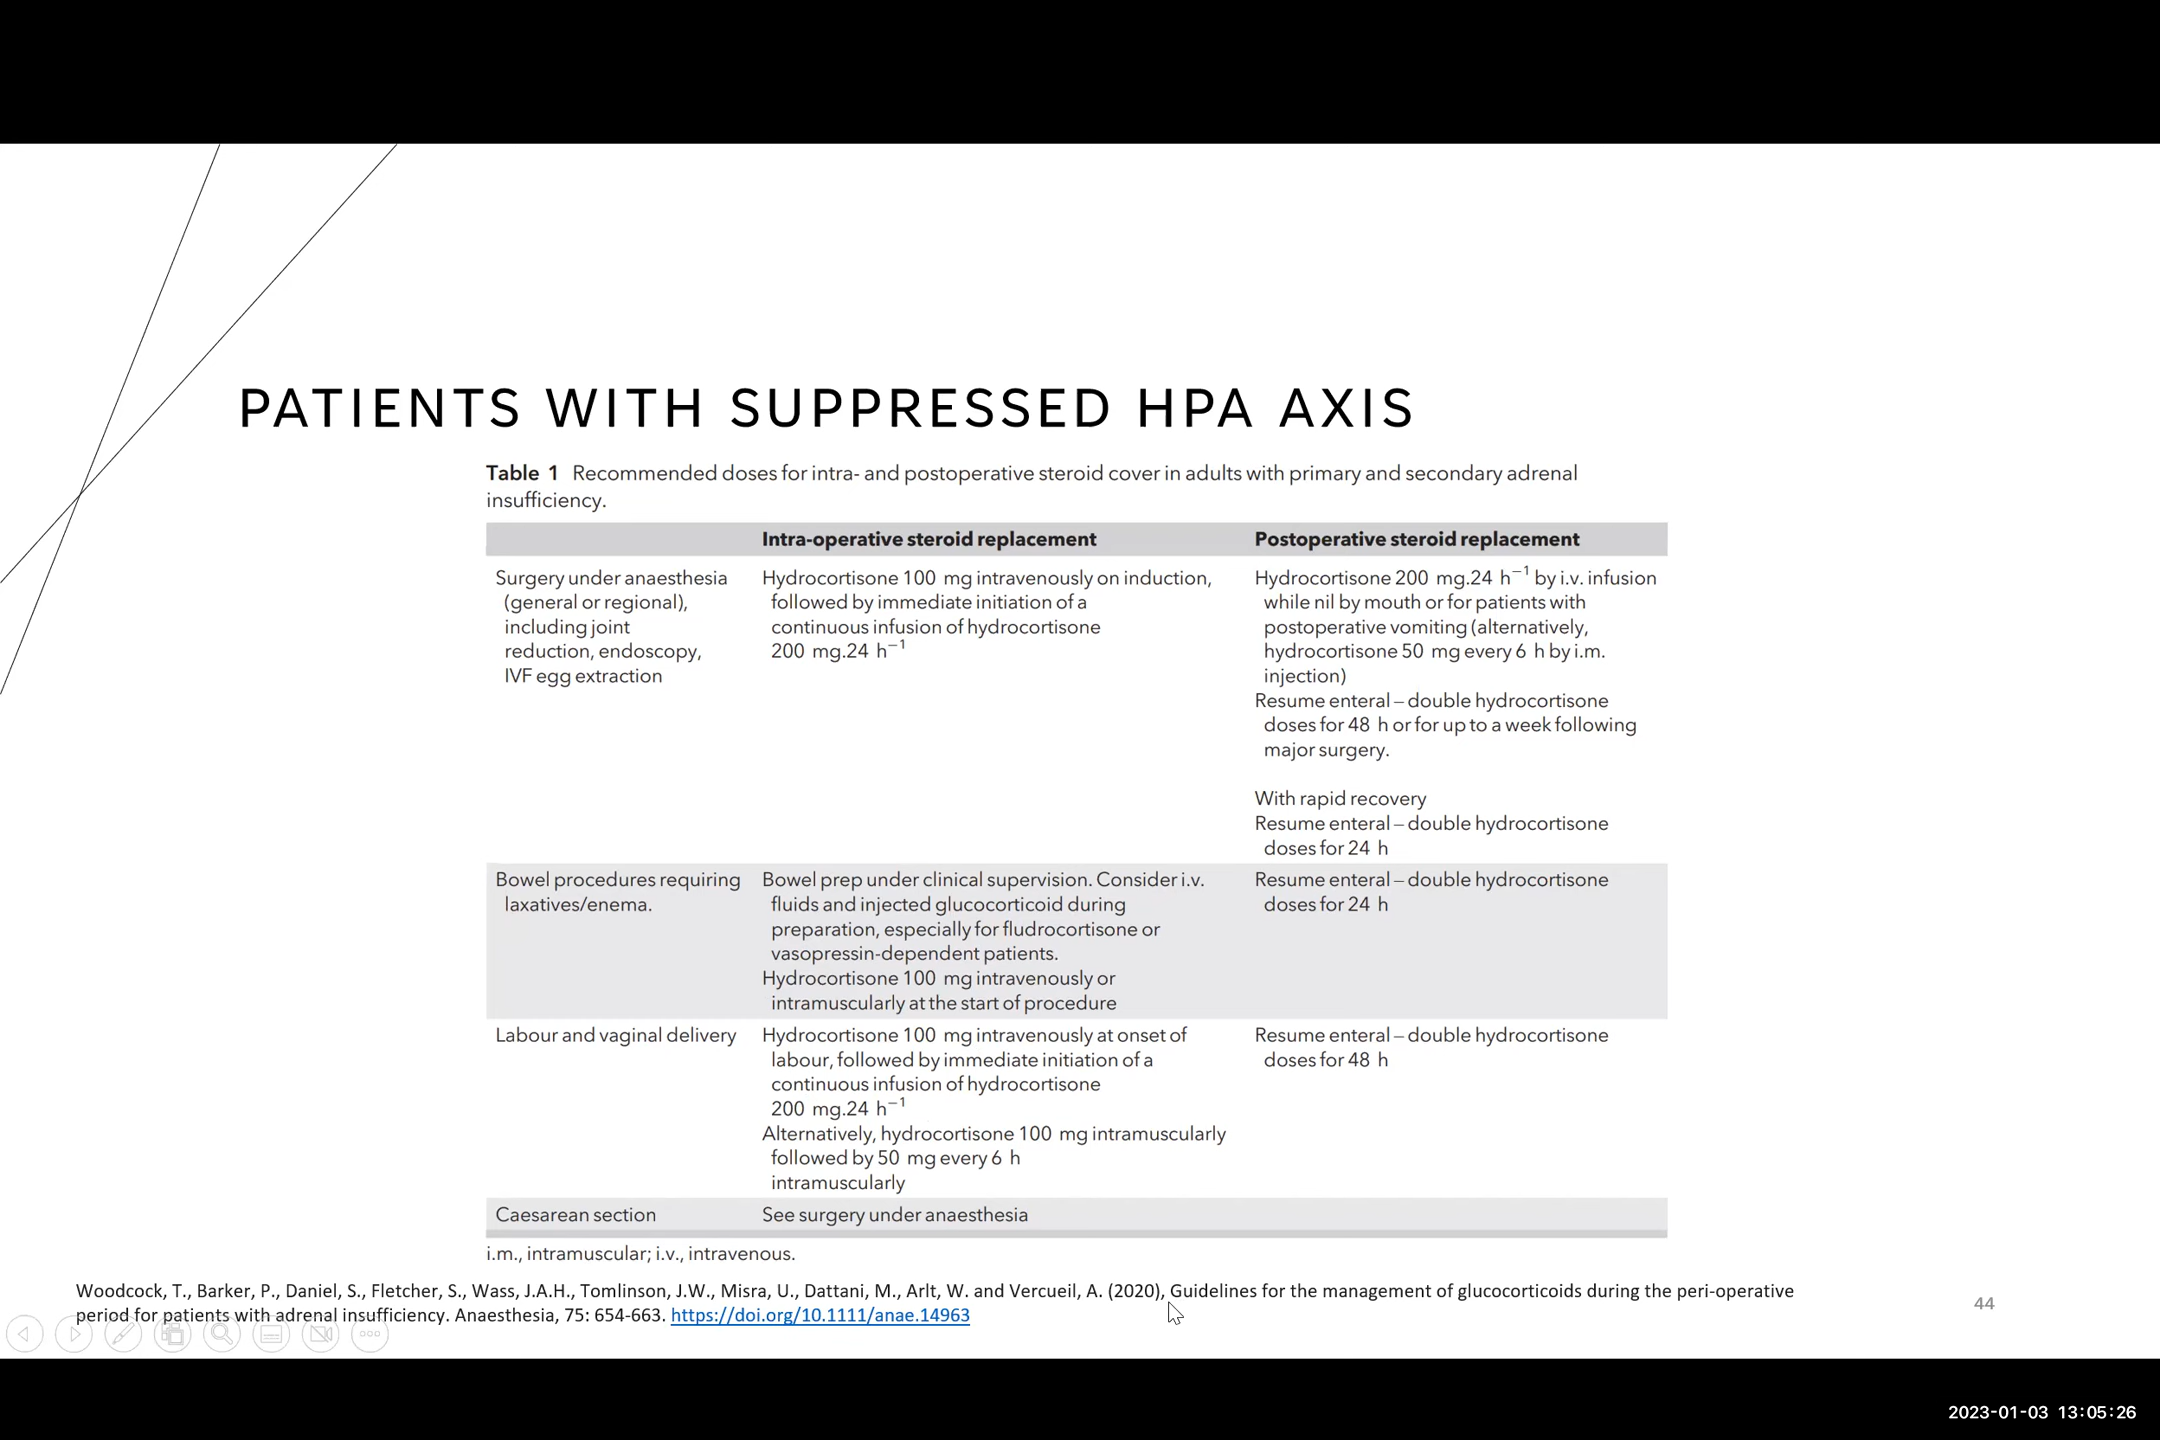 PATIENTS WITH SUPPRESSED HPA AXIS
Table 1 Recommended doses for intra- and postoperative steroid cover in adults with primary and secondary adrenal
insufficiency.
Intra-operative steroid replacement
Postoperative steroid replacement
Surgery under anaesthesia
(general or regional),
including joint
reduction, endoscopy,
IVF egg extraction
Hydrocortisone 100 mg intravenously on induction,
followed by immediate initiation of a
continuous infusion of hydrocortisone
200 mg.24 h⁻¹
Hydrocortisone 200 mg.24 h⁻¹ by i.v. infusion
while nil by mouth or for patients with
postoperative vomiting (alternatively,
hydrocortisone 50 mg every 6 h by i.m.
injection)
Resume enteral – double hydrocortisone
doses for 48 h or for up to a week following
major surgery.
With rapid recovery
Resume enteral – double hydrocortisone
doses for 24 h
Bowel procedures requiring
laxatives/enema.
Bowel prep under clinical supervision. Consider i.v.
fluids and injected glucocorticoid during
preparation, especially for fludrocortisone or
vasopressin-dependent patients.
Hydrocortisone 100 mg intravenously or
intramuscularly at the start of procedure
Resume enteral – double hydrocortisone
doses for 24 h
Labour and vaginal delivery
Hydrocortisone 100 mg intravenously at onset of
labour, followed by immediate initiation of a
continuous infusion of hydrocortisone
200 mg.24 h⁻¹
Alternatively, hydrocortisone 100 mg intramuscularly
followed by 50 mg every 6 h
intramuscularly
Resume enteral – double hydrocortisone
doses for 48 h
Caesarean section
See surgery under anaesthesia
i.m., intramuscular; i.v., intravenous.
Woodcock, T., Barker, P., Daniel, S., Fletcher, S., Wass, J.A.H., Tomlinson, J.W., Misra, U., Dattani, M., Arlt, W. and Vercueil, A. (2020), Guidelines for the management of glucocorticoids during the peri-operative
period for patients with adrenal insufficiency. Anaesthesia, 75: 654-663. https://doi.org/10.1111/anae.14963
44
2023-01-03 13:05:26